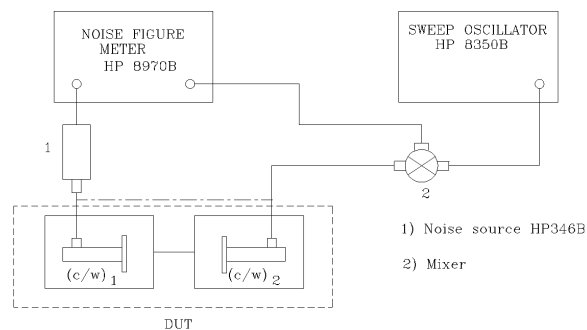 NOISE FIGURE
METER
HP 8970B
SWEEP OSCILLATOR
HP 8350B
1
2
(c/w) 1
(c/w) 2
DUT
1) Noise source HP346B
2) Mixer